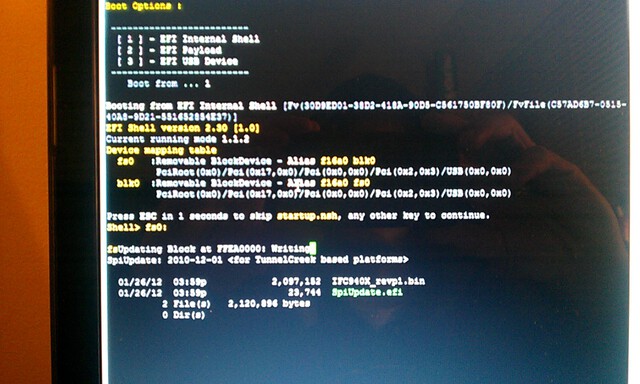 Boot Options :
------------------------
[ 1 ] - EFI Internal Shell
[ 2 ] - EFI Payload
[ 3 ] - EFI USB Device
------------------------
Boot from ... 1
Booting from EFI Internal Shell [Fv(30D9ED01-38D2-418A-90D5-C561750BF80F)/FvFile(C57AD6B7-0515-
40A8-9D21-551652854E37)]
EFI Shell version 2.30 [1.0]
Current running mode 1.1.2
Device mapping table
fs0 :Removable BlockDevice - Alias f16a0 blk0
PciRoot(0x0)/Pci(0x17,0x0)/Pci(0x0,0x0)/Pci(0x2,0x3)/USB(0x0,0x0)
blk0 :Removable BlockDevice - Alias f16a0 fs0
PciRoot(0x0)/Pci(0x17,0x0)/Pci(0x0,0x0)/Pci(0x2,0x3)/USB(0x0,0x0)
Press ESC in 1 seconds to skip startup.nsh, any other key to continue.
Shell> fs0:
fsUpdating Block at FFEA0000: Writing
SpiUpdate: 2010-12-01 <for TunnelCreek based platforms>
01/26/12 03:59p 2,097,152 IFC940X_revp1.bin
01/26/12 03:59p 23,744 SpiUpdate.efi
2 File(s) 2,120,896 bytes
0 Dir(s)